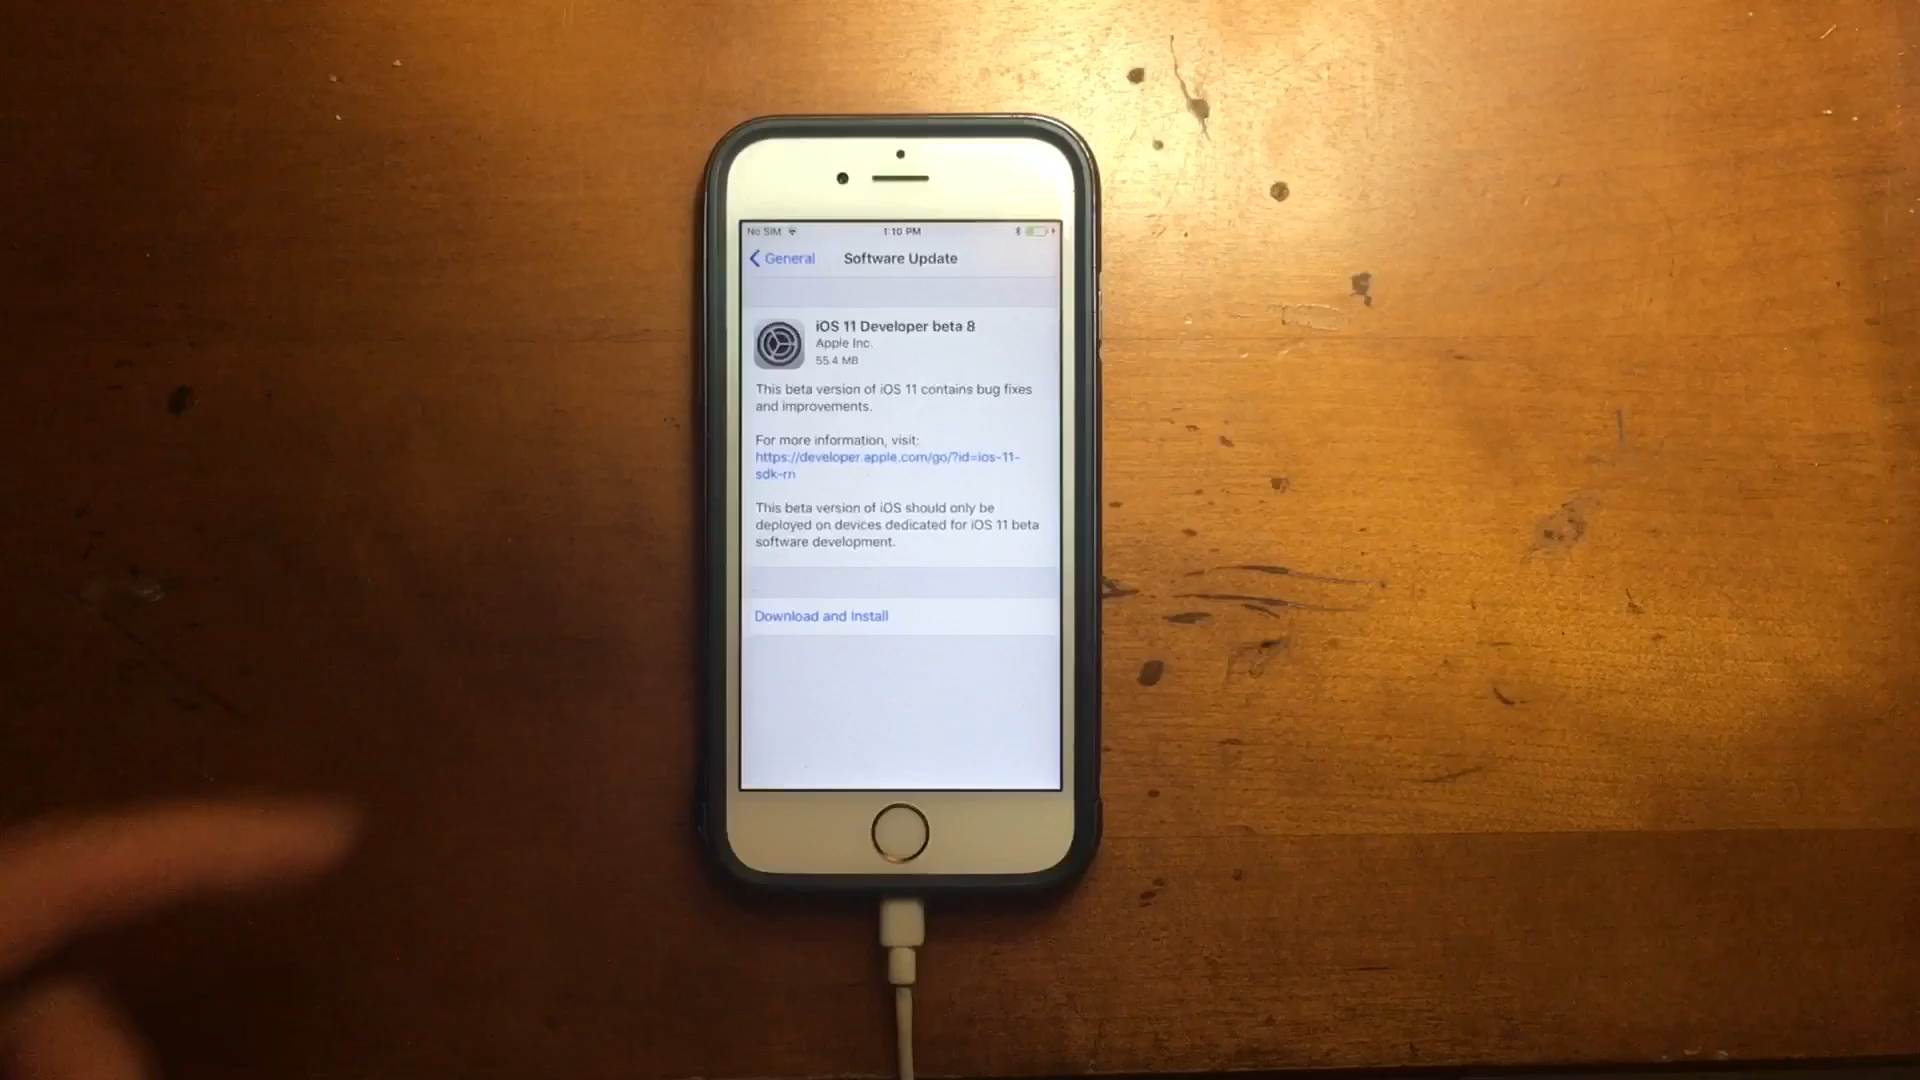 No SIM 1:10 PM
General Software Update
iOS 11 Developer beta 8
Apple Inc.
55.4 MB
This beta version of iOS 11 contains bug fixes
and improvements.
For more information, visit:
https://developer.apple.com/go/?id=ios-11-
sdk-rn
This beta version of iOS should only be
deployed on devices dedicated for iOS 11 beta
software development.
Download and Install